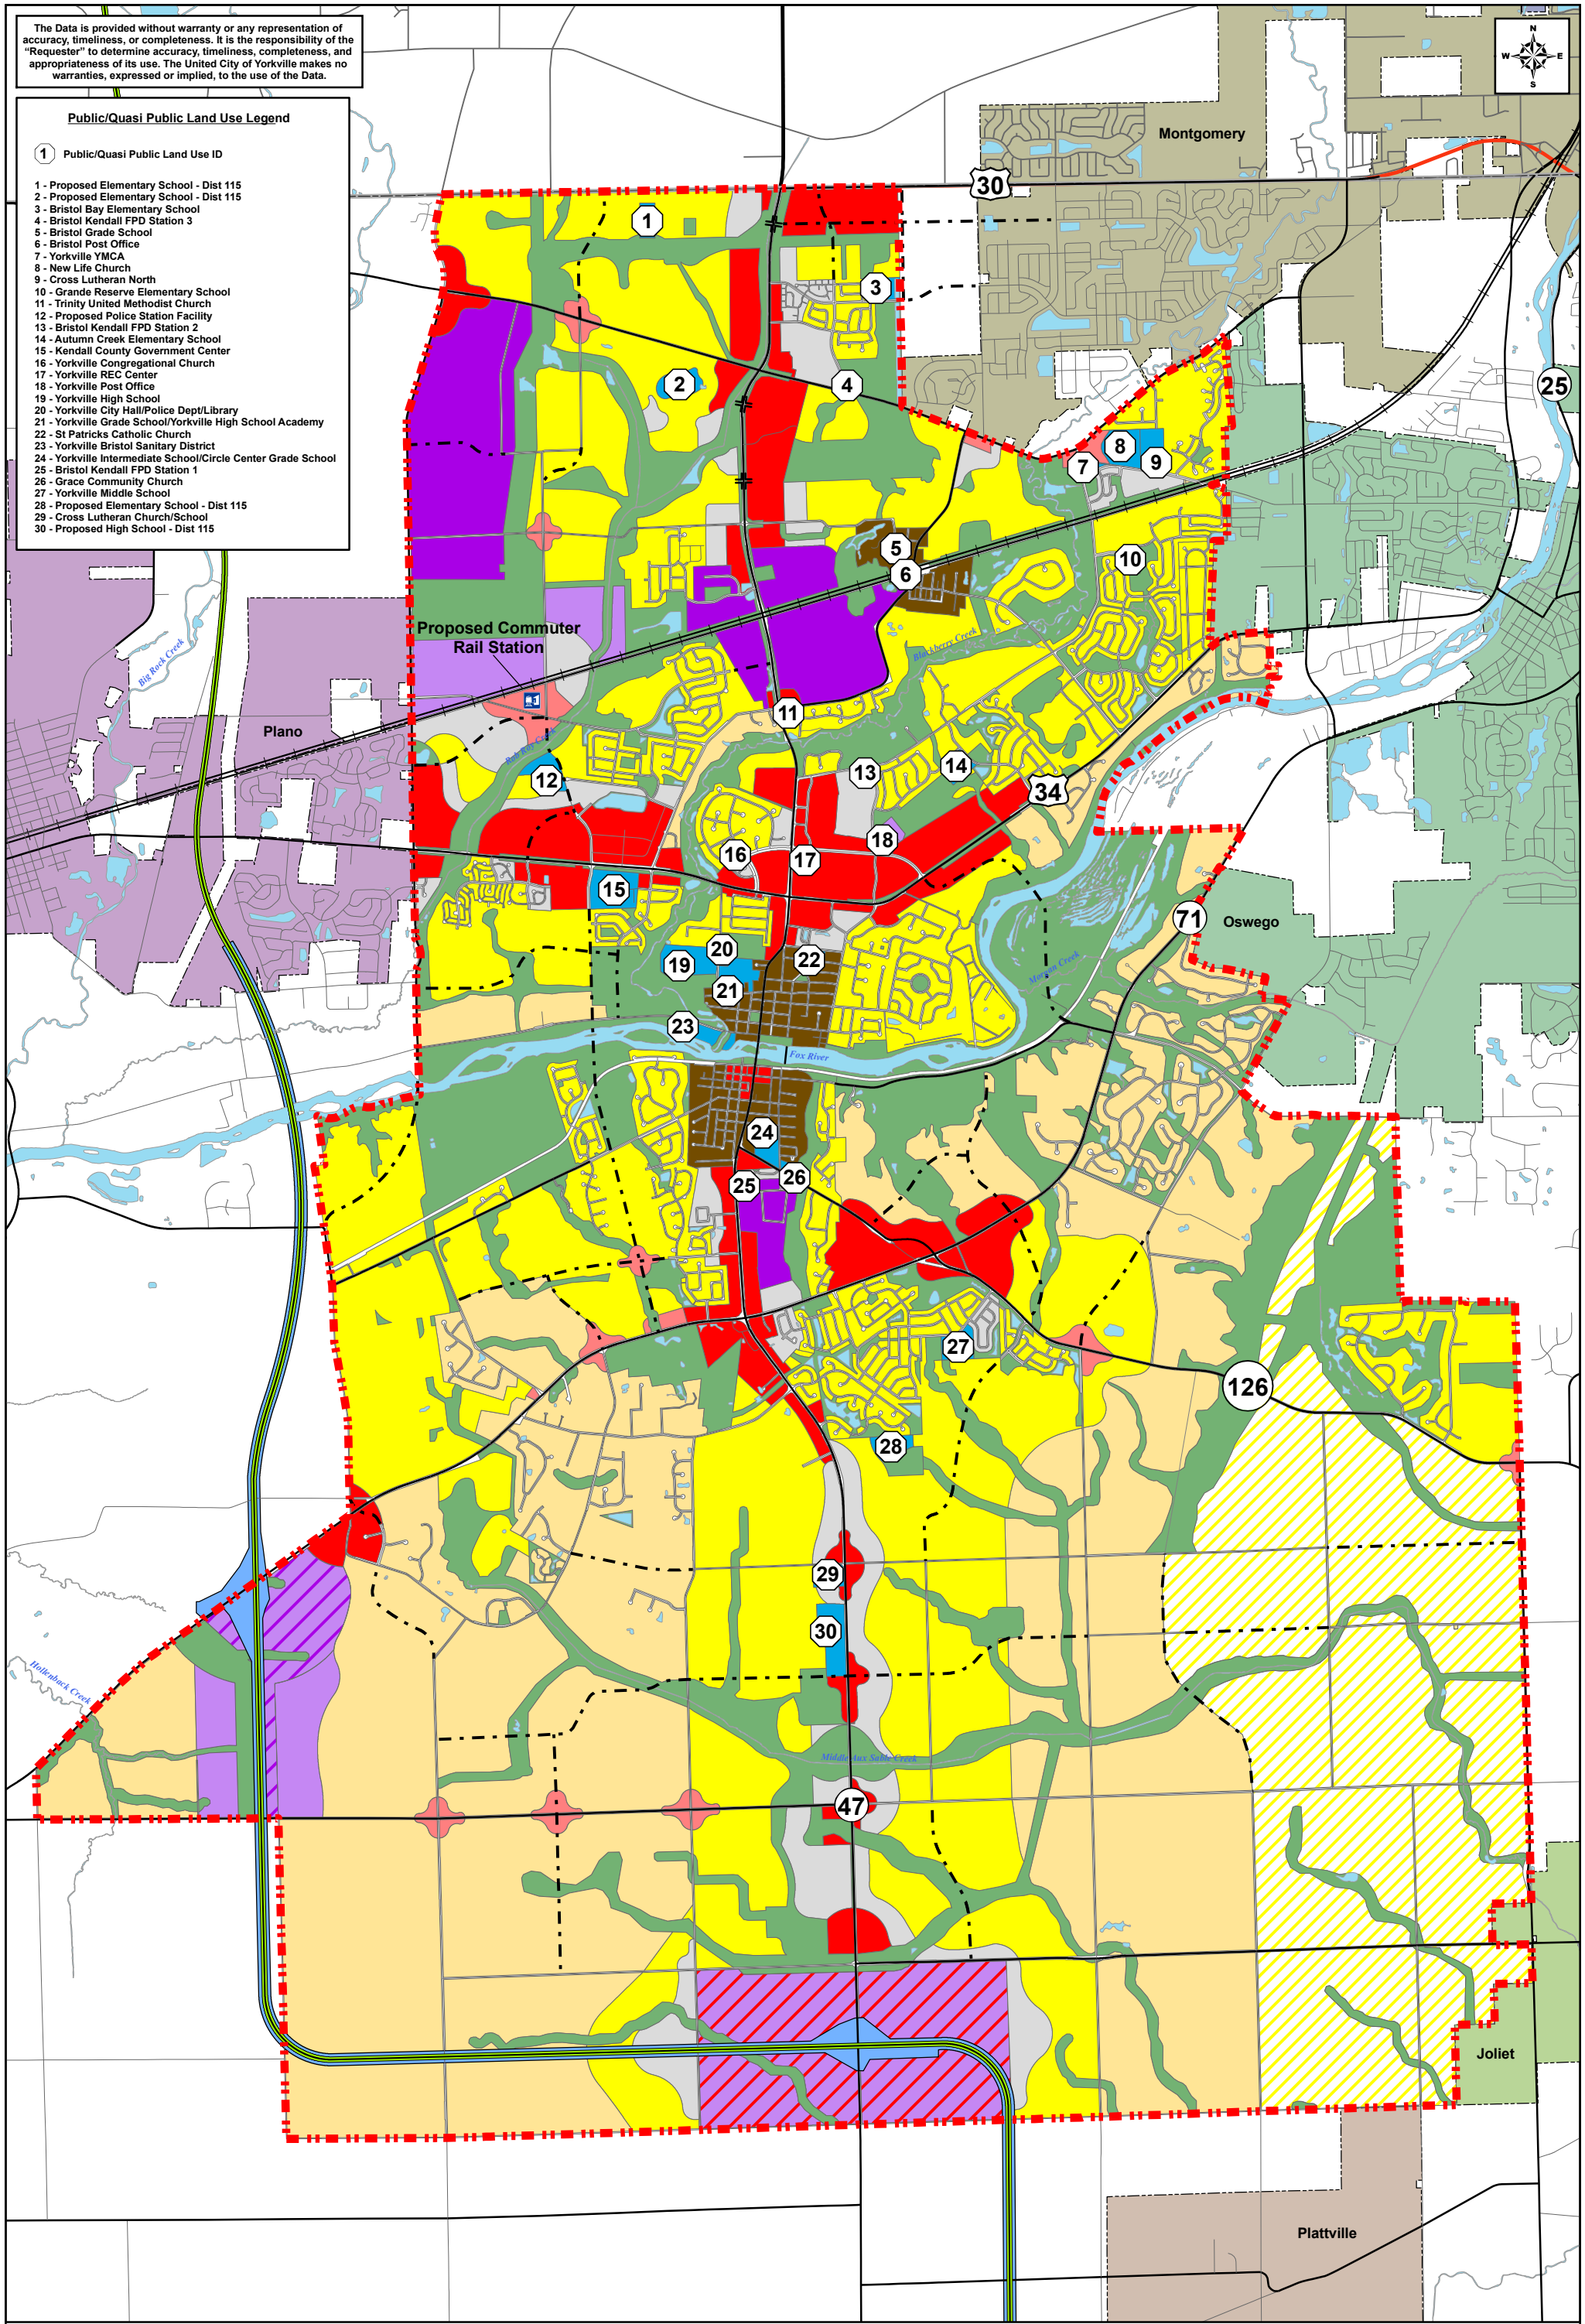 The Data is provided without warranty or any representation of
accuracy, timeliness, or completeness. It is the responsibility of the
“Requester” to determine accuracy, timeliness, completeness, and
appropriateness of its use. The United City of Yorkville makes no
warranties, expressed or implied, to the use of the Data.
N
W E
S
Public/Quasi Public Land Use Legend
1 Public/Quasi Public Land Use ID
1 - Proposed Elementary School - Dist 115
2 - Proposed Elementary School - Dist 115
3 - Bristol Bay Elementary School
4 - Bristol Kendall FPD Station 3
5 - Bristol Grade School
6 - Bristol Post Office
7 - Yorkville YMCA
8 - New Life Church
9 - Cross Lutheran North
10 - Grande Reserve Elementary School
11 - Trinity United Methodist Church
12 - Proposed Police Station Facility
13 - Bristol Kendall FPD Station 2
14 - Autumn Creek Elementary School
15 - Kendall County Government Center
16 - Yorkville Congregational Church
17 - Yorkville REC Center
18 - Yorkville Post Office
19 - Yorkville High School
20 - Yorkville City Hall/Police Dept/Library
21 - Yorkville Grade School/Yorkville High School Academy
22 - St Patricks Catholic Church
23 - Yorkville Bristol Sanitary District
24 - Yorkville Intermediate School/Circle Center Grade School
25 - Bristol Kendall FPD Station 1
26 - Grace Community Church
27 - Yorkville Middle School
28 - Proposed Elementary School - Dist 115
29 - Cross Lutheran Church/School
30 - Proposed High School - Dist 115
Montgomery
30
1
3
2
4
25
8
7
9
5
6
10
Proposed Commuter
Rail Station
Blackberry Creek
Big Rock Creek
Plano
11
Rob Roy Creek
12
13
14
34
18
16
17
15
71
Oswego
20
19
22
21
Morgan Creek
23
Fox River
24
25
26
27
126
28
29
30
Hollenback Creek
Middle Aux Sable Creek
47
Joliet
Plattville